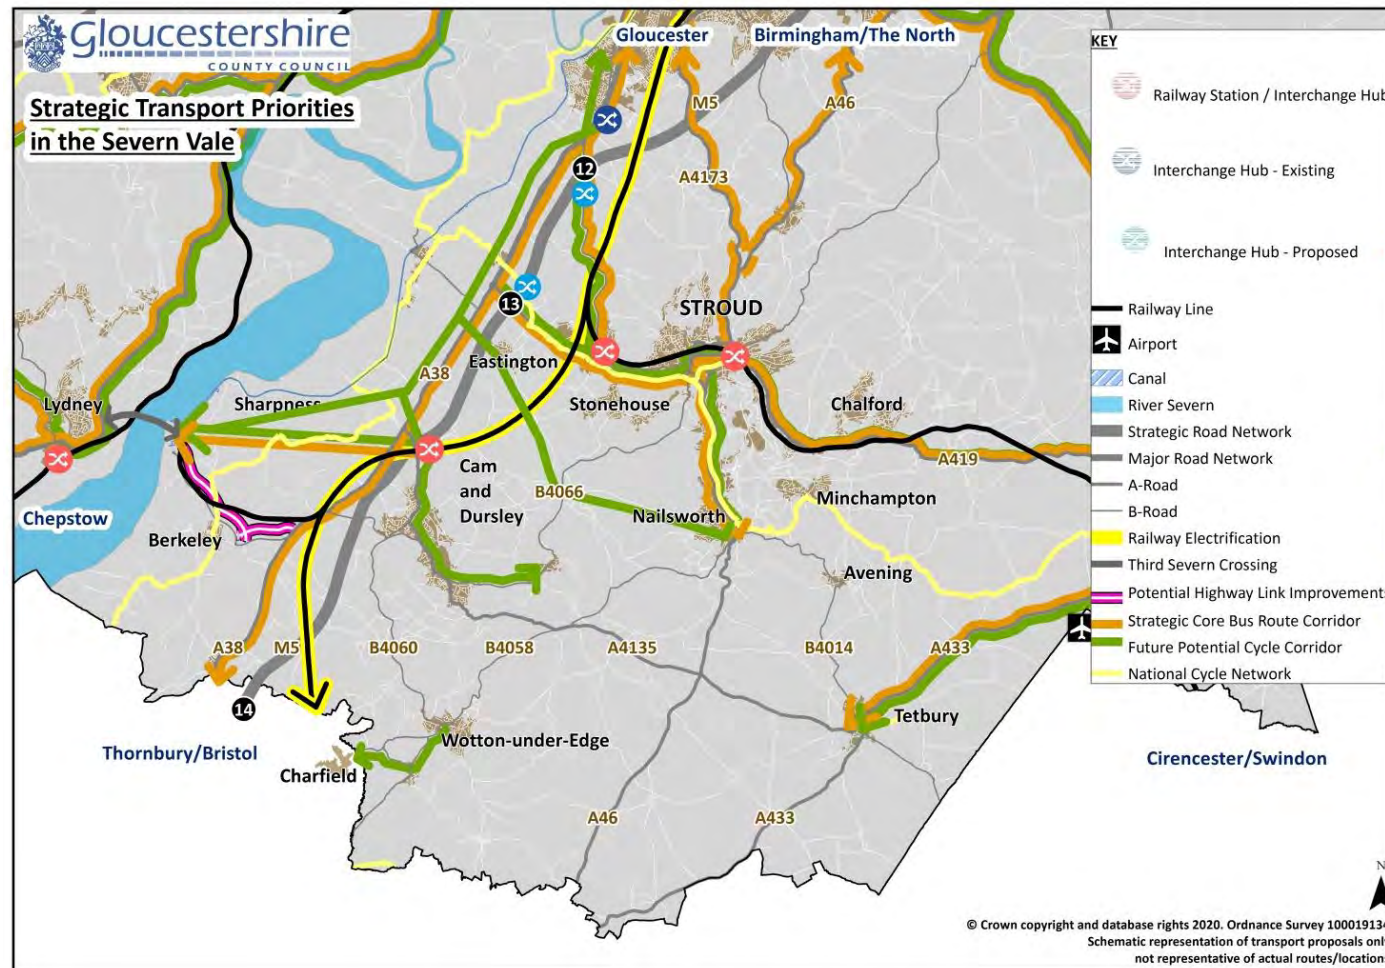 Gloucestershire
COUNTY COUNCIL
Strategic Transport Priorities
in the Severn Vale
Gloucester
Birmingham/The North
M5
A46
12
A4173
13
STROUD
Eastington
A38
Lydney
Sharpness
Stonehouse
Chalford
A419
Cam
and
Dursley
B4066
Minchampton
Chepstow
Nailsworth
Berkeley
Avening
A38
M5
B4060
B4058
A4135
B4014
A433
14
Tetbury
Thornbury/Bristol
Wotton-under-Edge
Charfield
Cirencester/Swindon
A46
A433
KEY
Railway Station / Interchange Hub
Interchange Hub - Existing
Interchange Hub - Proposed
Railway Line
Airport
Canal
River Severn
Strategic Road Network
Major Road Network
A-Road
B-Road
Railway Electrification
Third Severn Crossing
Potential Highway Link Improvements
Strategic Core Bus Route Corridor
Future Potential Cycle Corridor
National Cycle Network
N
© Crown copyright and database rights 2020. Ordnance Survey 100019134
Schematic representation of transport proposals only
not representative of actual routes/locations